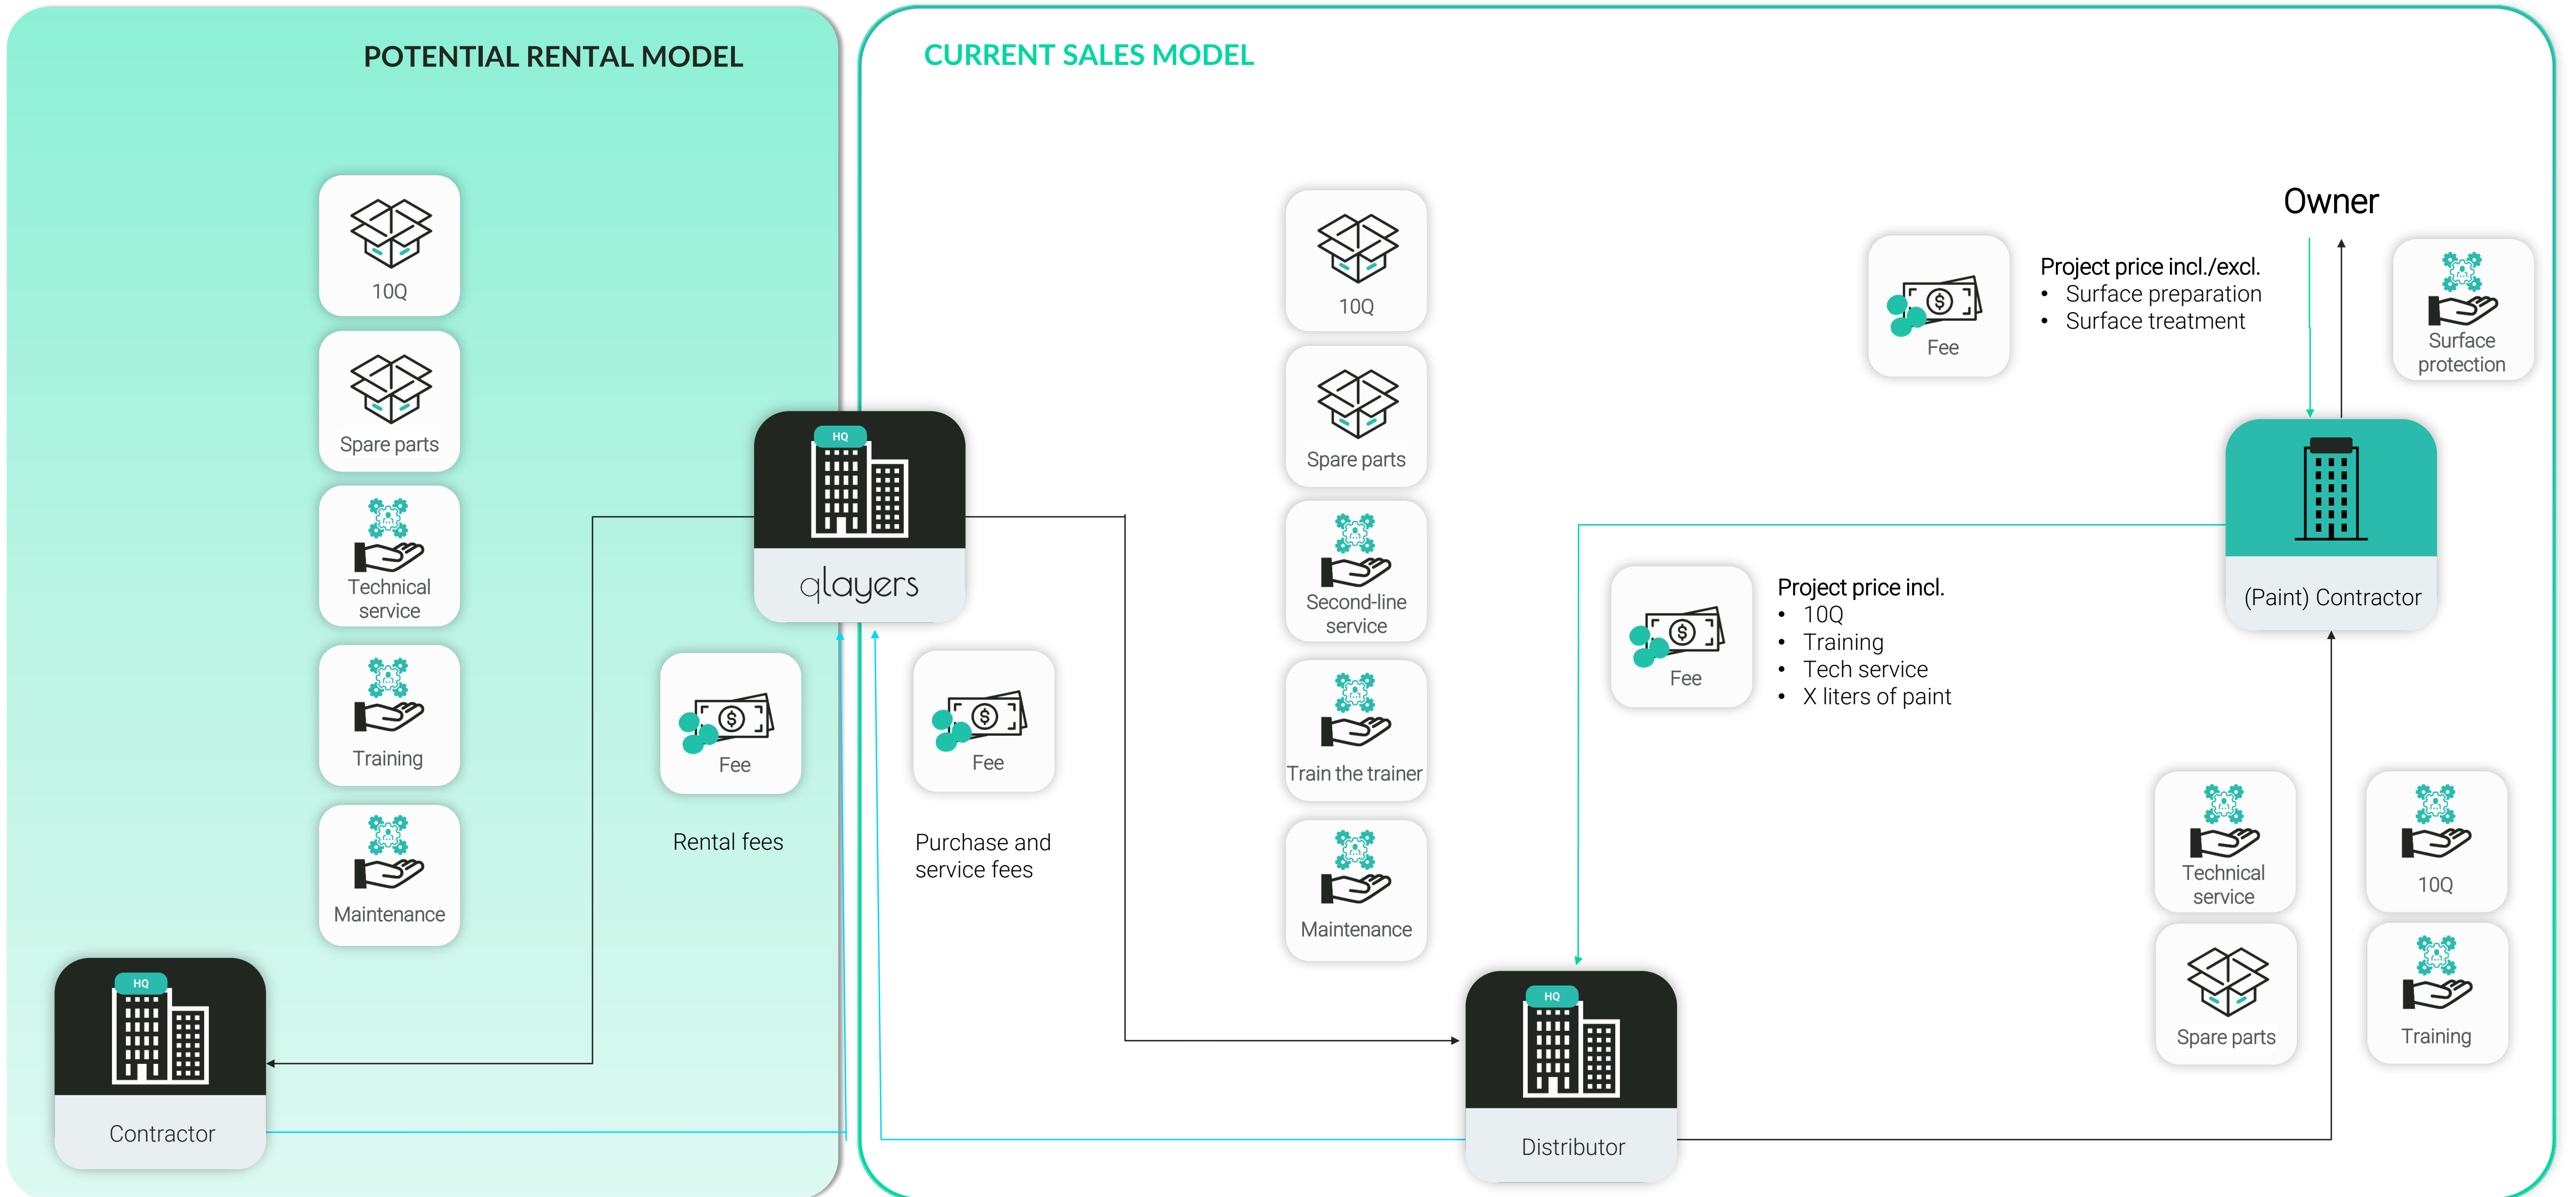 POTENTIAL RENTAL MODEL
10Q
Spare parts
Technical
service
Training
Maintenance
HQ
Contractor
HQ
qlayers
Fee
Rental fees
CURRENT SALES MODEL
Fee
Purchase and
service fees
10Q
Spare parts
Second-line
service
Train the trainer
Maintenance
HQ
Distributor
Fee
Project price incl.
• 10Q
• Training
• Tech service
• X liters of paint
Fee
Project price incl./excl.
• Surface preparation
• Surface treatment
Owner
Surface
protection
(Paint) Contractor
Technical
service
10Q
Spare parts
Training